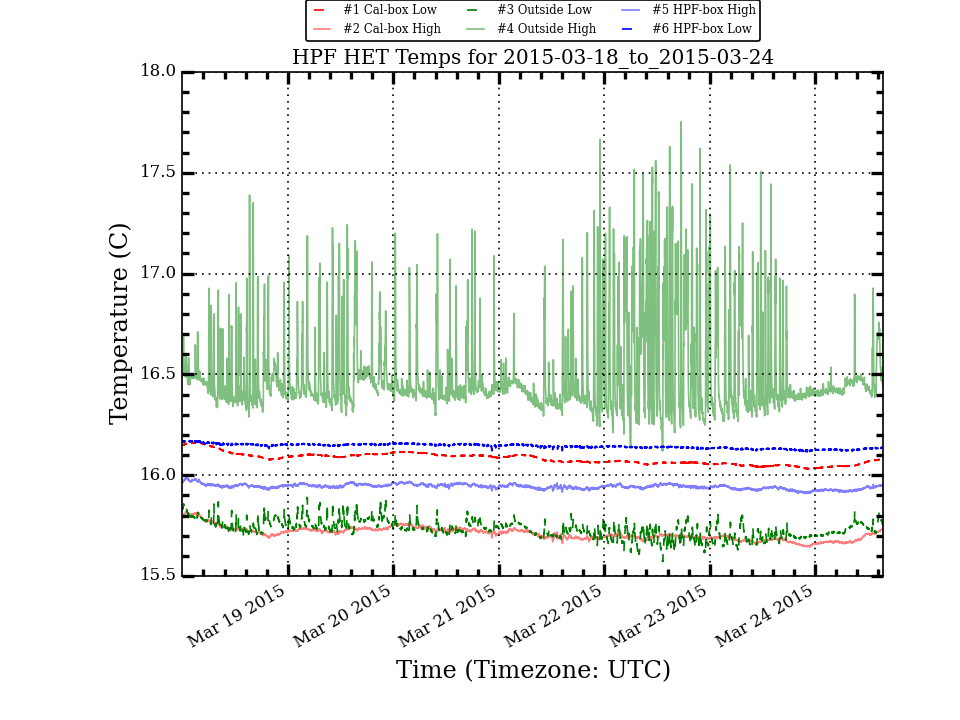 #1 Cal-box Low #3 Outside Low #5 HPF-box High
#2 Cal-box High #4 Outside High #6 HPF-box Low
HPF HET Temps for 2015-03-18_to_2015-03-24
18.0
17.5
17.0
16.5
16.0
15.5
Temperature (C)
Mar 19 2015 Mar 20 2015 Mar 21 2015 Mar 22 2015 Mar 23 2015 Mar 24 2015
Time (Timezone: UTC)